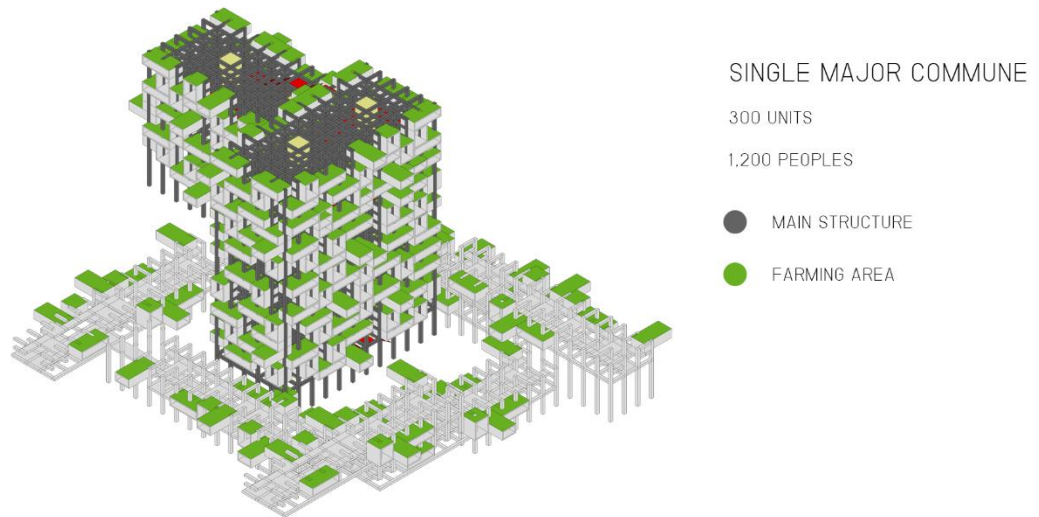 SINGLE MAJOR COMMUNE
300 UNITS
1,200 PEOPLES
MAIN STRUCTURE
FARMING AREA